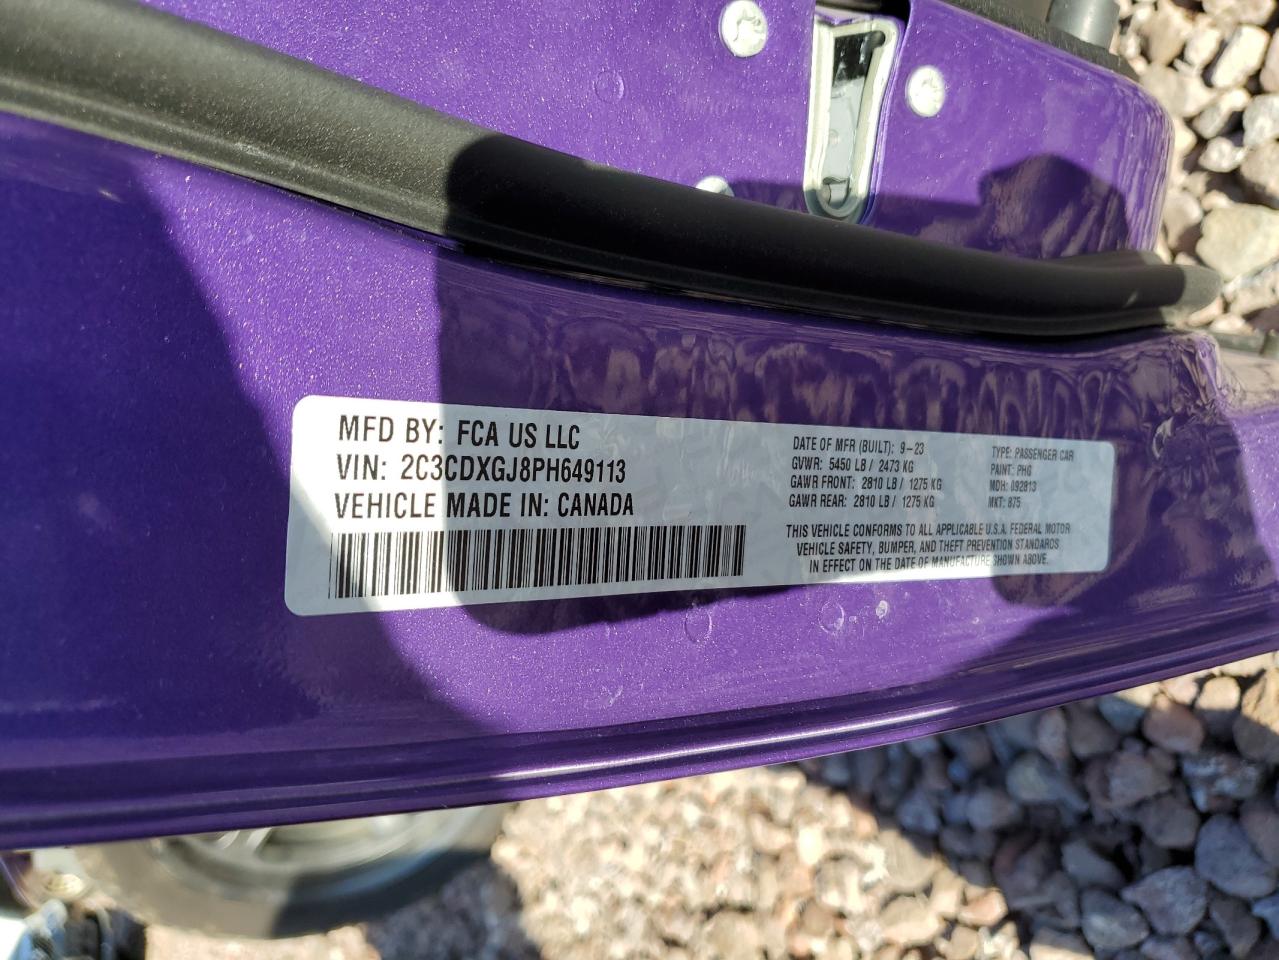 MFD BY: FCA US LLC
VIN: 2C3CDXGJ8PH649113
VEHICLE MADE IN: CANADA
DATE OF MFR (BUILT): 9-23
GVWR: 5450 LB / 2473 KG
GAWR FRONT: 2810 LB / 1275 KG
GAWR REAR: 2810 LB / 1275 KG
TYPE: PASSENGER CAR
PAINT: PHG
MDH: 092813
MKT: 875
THIS VEHICLE CONFORMS TO ALL APPLICABLE U.S.A. FEDERAL MOTOR
VEHICLE SAFETY, BUMPER, AND THEFT PREVENTION STANDARDS
IN EFFECT ON THE DATE OF MANUFACTURE SHOWN ABOVE.